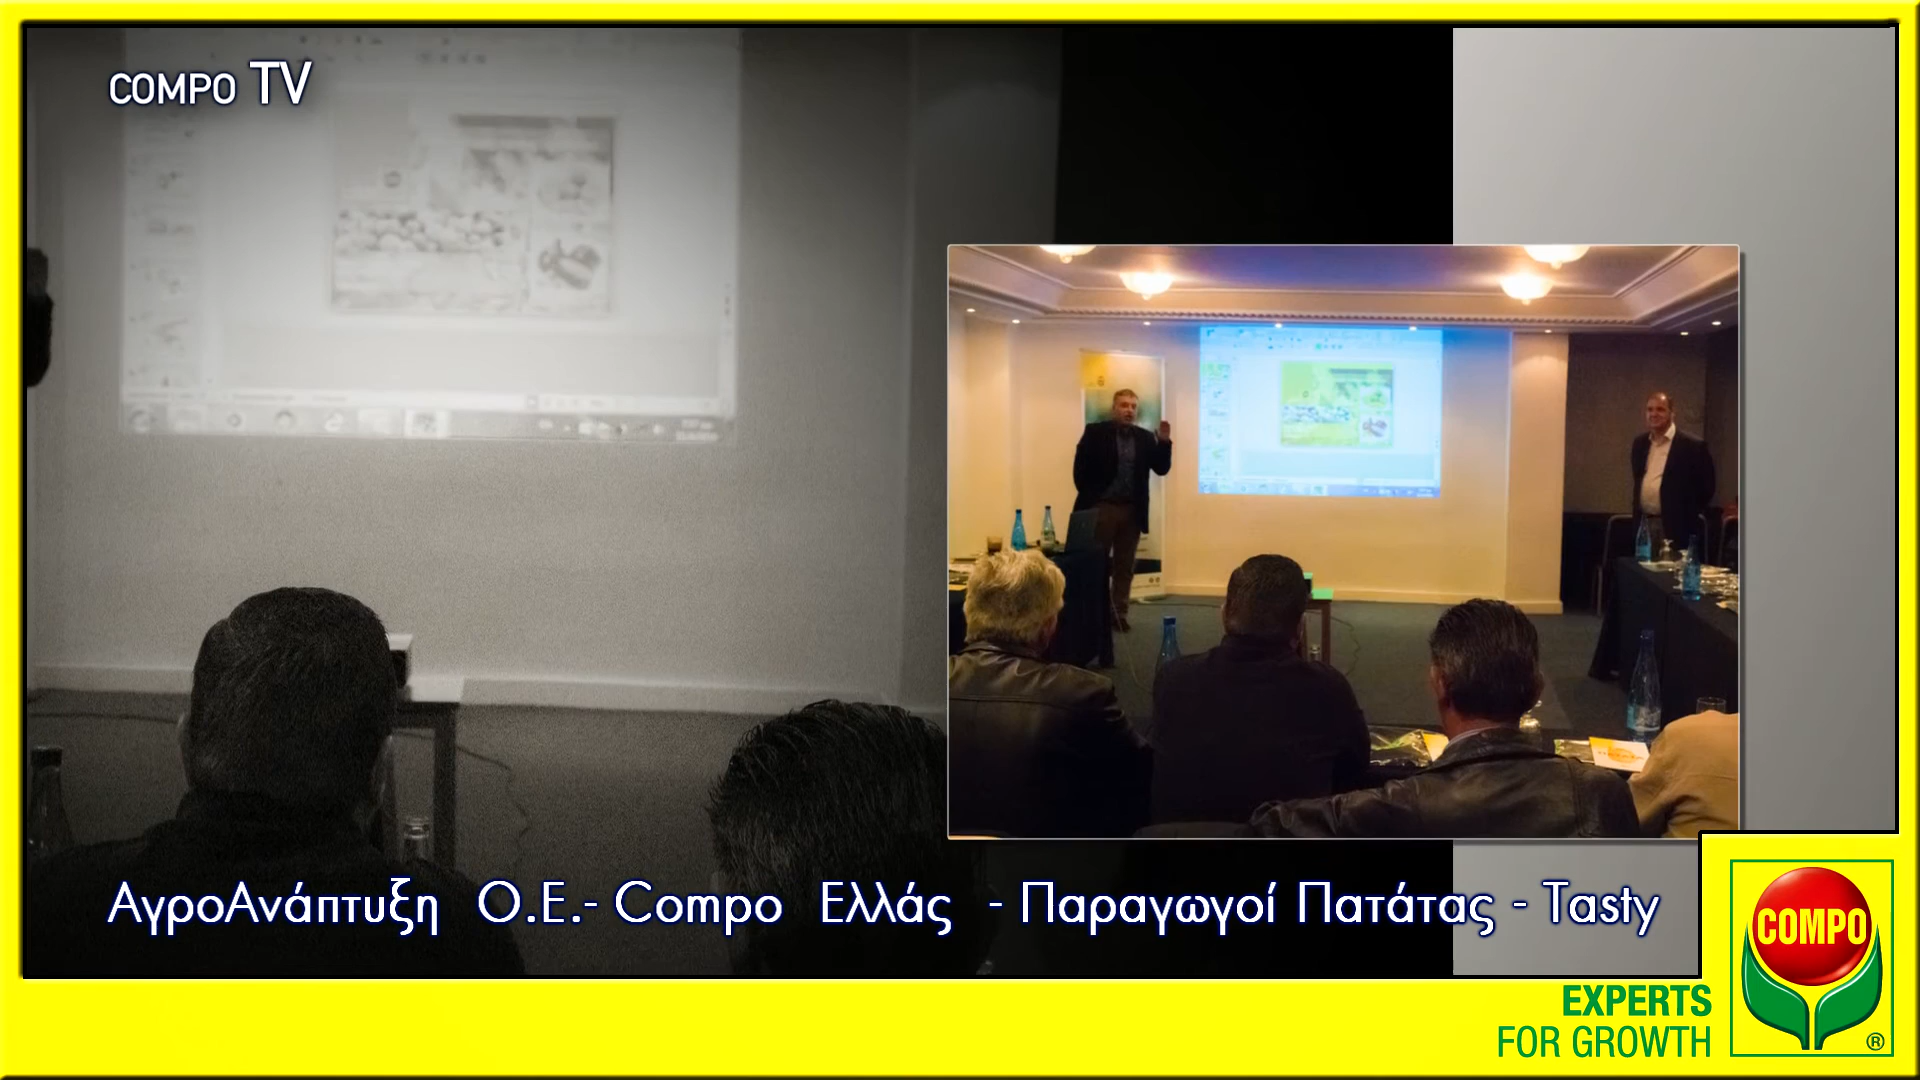 COMPO TV
ΑγροΑνάπτυξη Ο.Ε.- Compo Ελλάς - Παραγωγοί Πατάτας - Tasty
COMPO
EXPERTS
FOR GROWTH
®